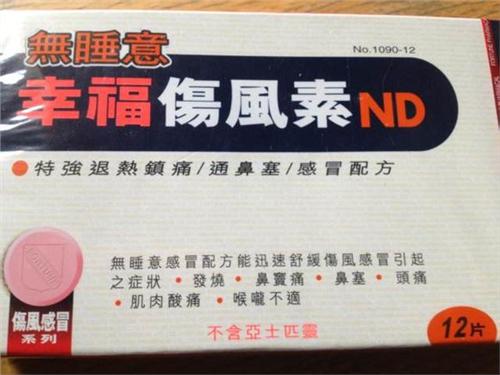 無睡意
No.1090-12
幸福傷風素ND
特強退熱鎮痛/通鼻塞/感冒配方
無睡意感冒配方能迅速舒緩傷風感冒引起
之症狀・發燒・鼻竇痛・鼻塞・頭痛
・肌肉酸痛・喉嚨不適
傷風感冒
系列
不含亞士匹靈
12片